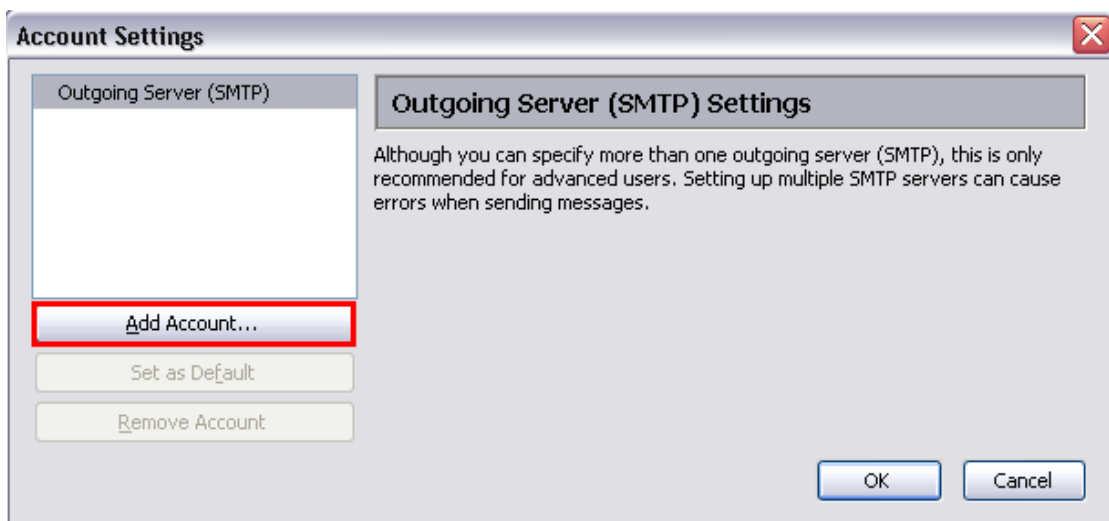 Account Settings
Outgoing Server (SMTP)
Outgoing Server (SMTP) Settings
Although you can specify more than one outgoing server (SMTP), this is only
recommended for advanced users. Setting up multiple SMTP servers can cause
errors when sending messages.
Add Account...
Set as Default
Remove Account
OK
Cancel